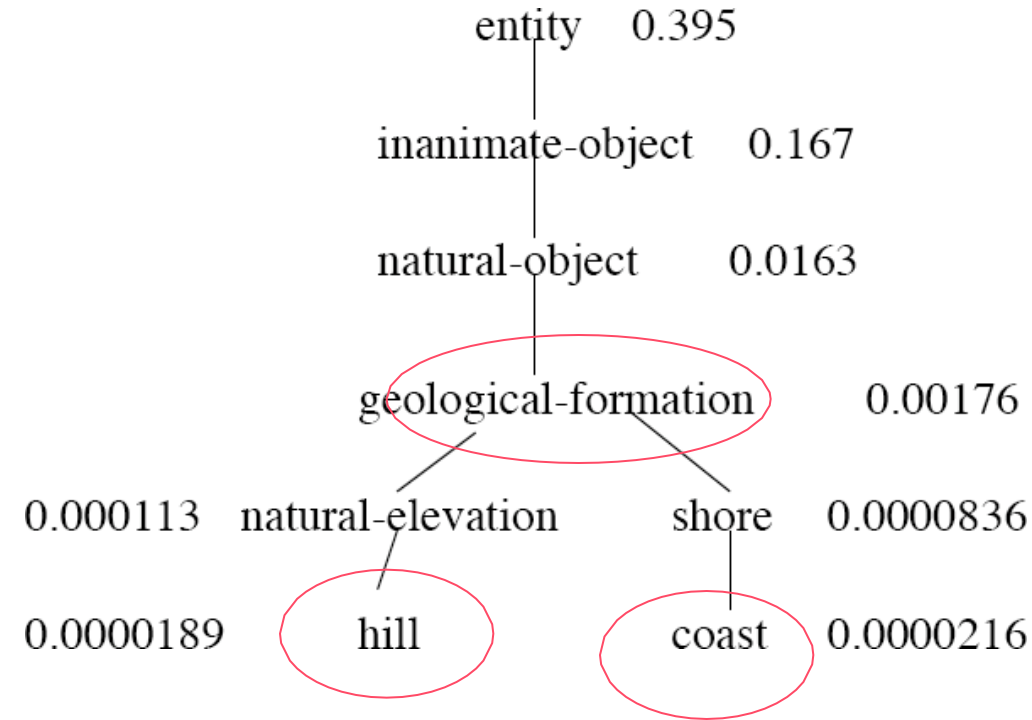 entity 0.395
inanimate-object 0.167
natural-object 0.0163
geological-formation 0.00176
0.000113 natural-elevation shore 0.0000836
0.0000189 hill coast 0.0000216